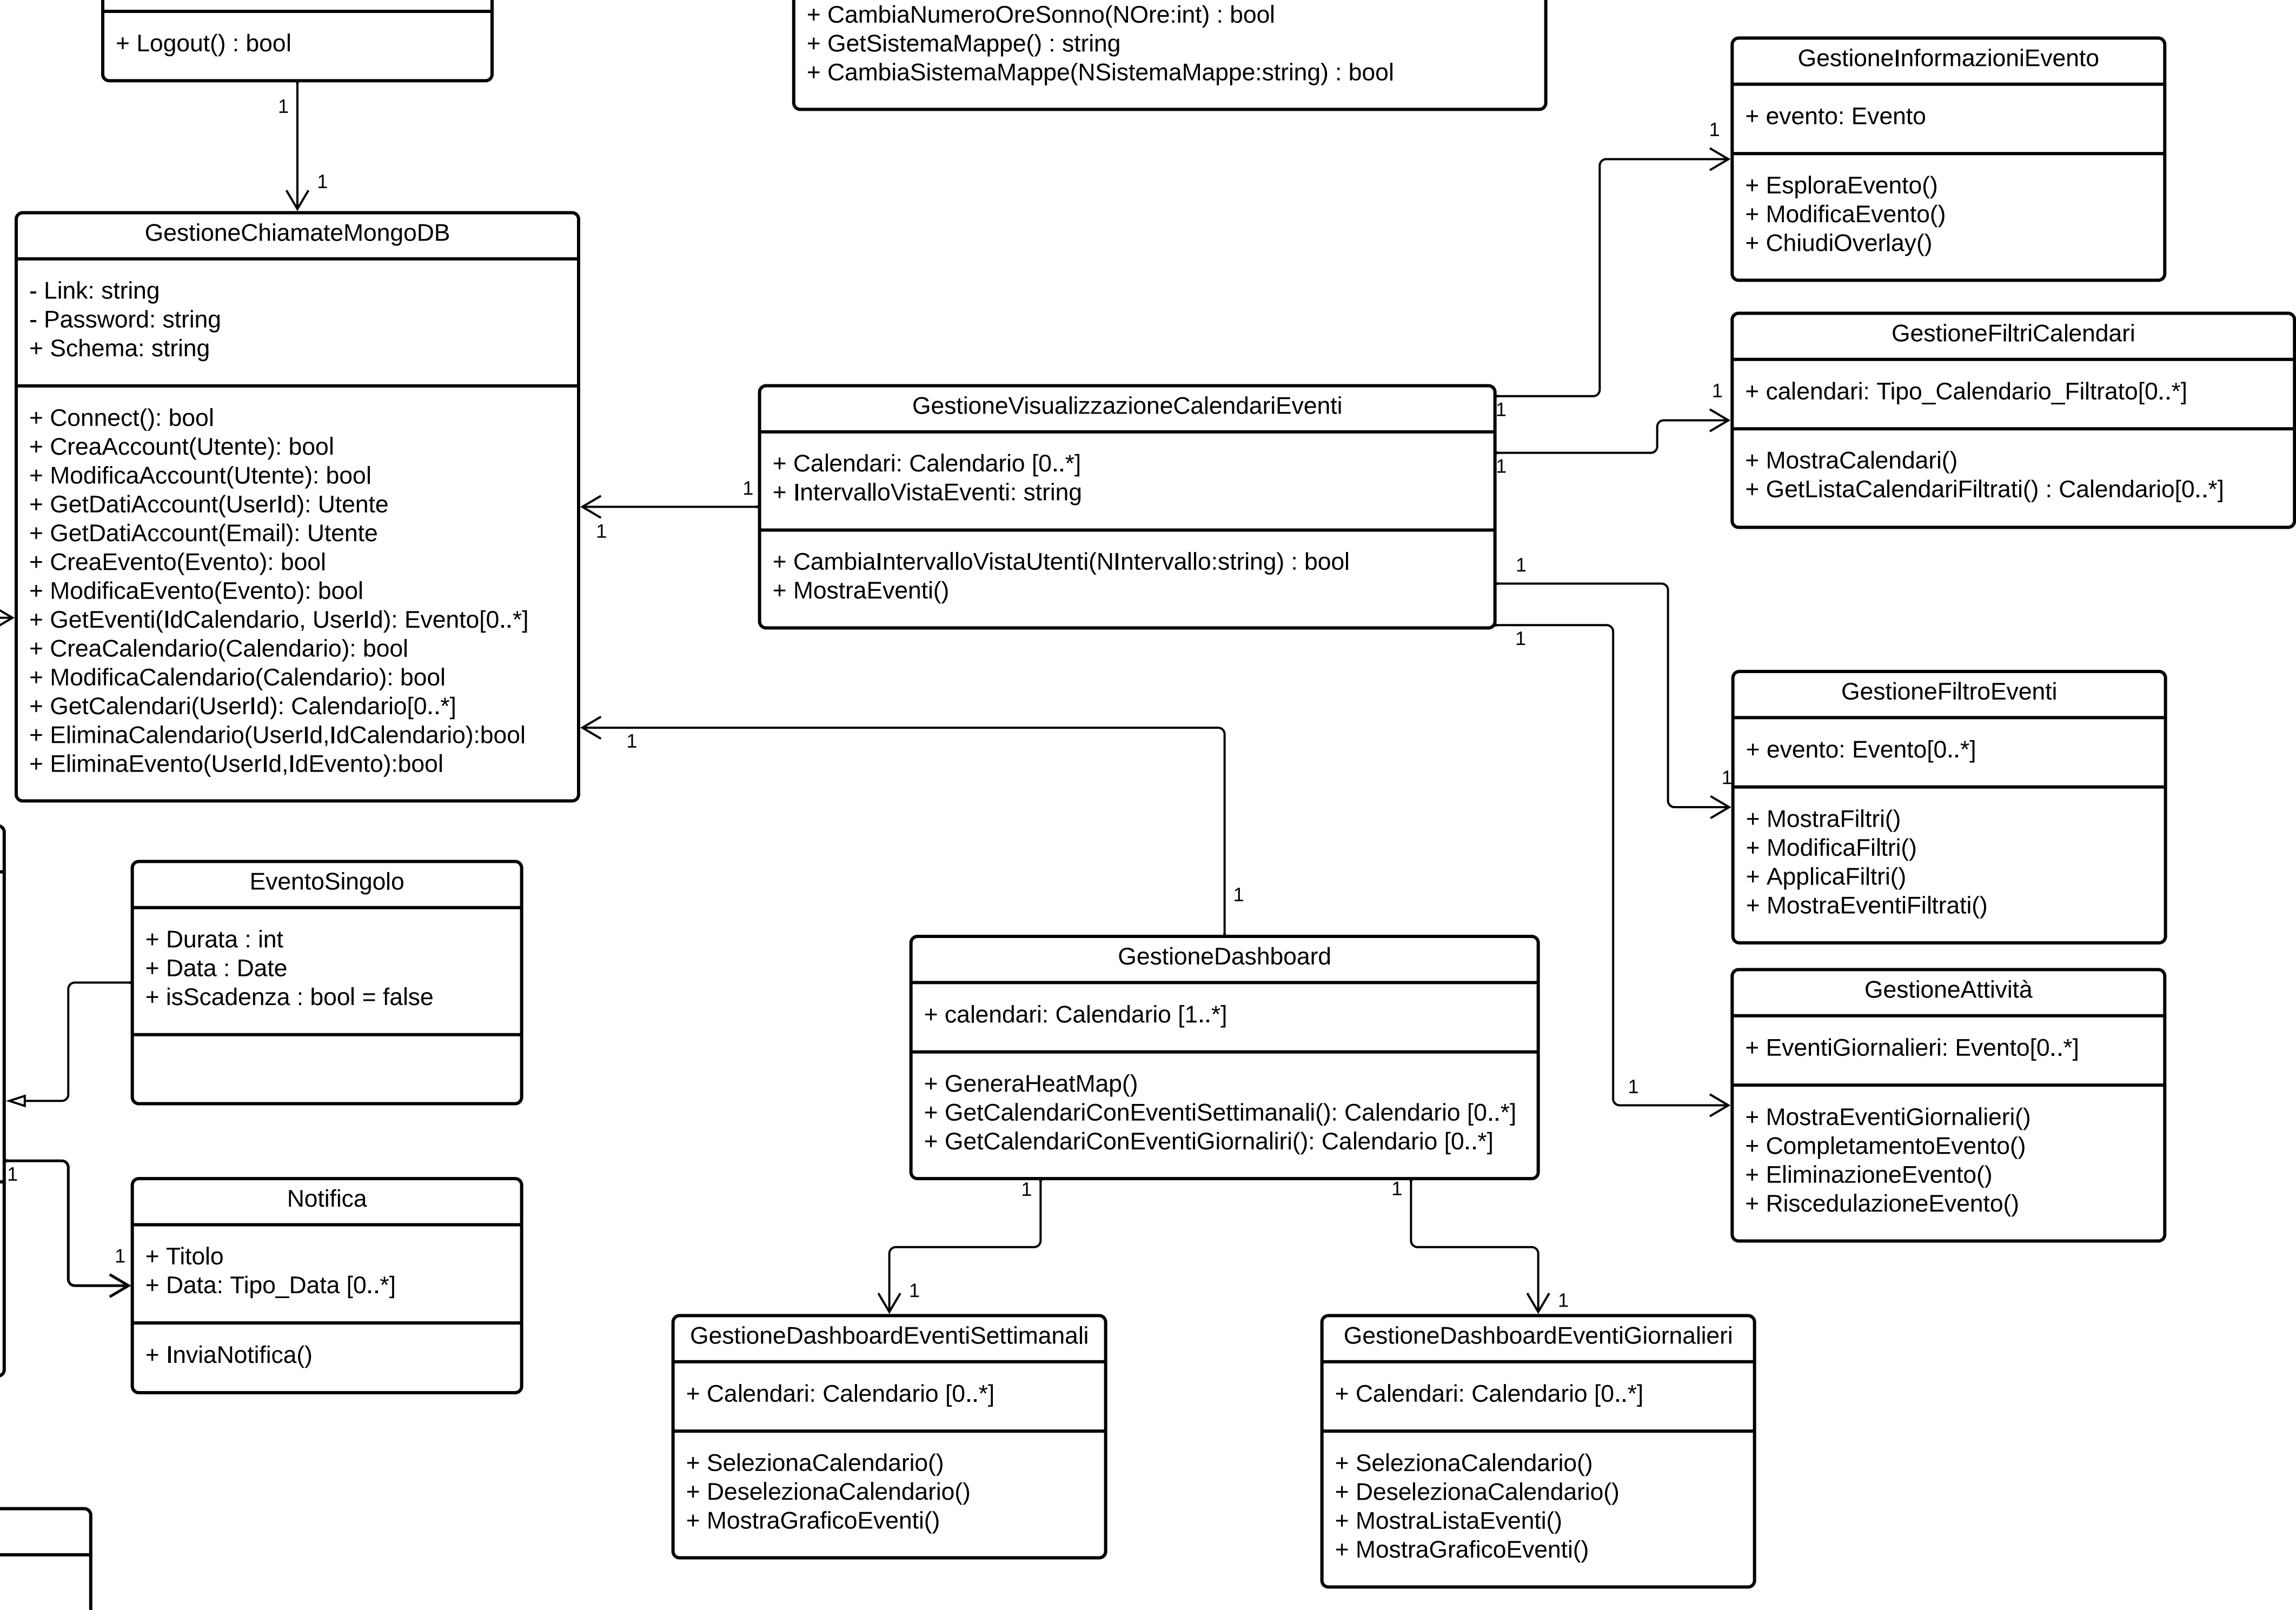 + Logout() : bool
1
1
+ CambiaNumeroOreSonno(NOre:int) : bool
+ GetSistemaMappe() : string
+ CambiaSistemaMappe(NSistemaMappe:string) : bool
GestioneInformazioniEvento
+ evento: Evento
+ EsploraEvento()
+ ModificaEvento()
+ ChiudiOverlay()
1
GestioneChiamateMongoDB
- Link: string
- Password: string
+ Schema: string
+ Connect(): bool
+ CreaAccount(Utente): bool
+ ModificaAccount(Utente): bool
+ GetDatiAccount(UserId): Utente
+ GetDatiAccount(Email): Utente
+ CreaEvento(Evento): bool
+ ModificaEvento(Evento): bool
+ GetEventi(IdCalendario, UserId): Evento[0..*]
+ CreaCalendario(Calendario): bool
+ ModificaCalendario(Calendario): bool
+ GetCalendari(UserId): Calendario[0..*]
+ EliminaCalendario(UserId,IdCalendario):bool
+ EliminaEvento(UserId,IdEvento):bool
1
1
GestioneVisualizzazioneCalendariEventi
+ Calendari: Calendario [0..*]
+ IntervalloVistaEventi: string
+ CambiaIntervalloVistaUtenti(NIntervallo:string) : bool
+ MostraEventi()
1
1
1
1
1
GestioneFiltriCalendari
+ calendari: Tipo_Calendario_Filtrato[0..*]
+ MostraCalendari()
+ GetListaCalendariFiltrati() : Calendario[0..*]
1
GestioneFiltroEventi
+ evento: Evento[0..*]
+ MostraFiltri()
+ ModificaFiltri()
+ ApplicaFiltri()
+ MostraEventiFiltrati()
1
GestioneAttività
+ EventiGiornalieri: Evento[0..*]
+ MostraEventiGiornalieri()
+ CompletamentoEvento()
+ EliminazioneEvento()
+ RiscedulazioneEvento()
1
1
GestioneDashboard
+ calendari: Calendario [1..*]
+ GeneraHeatMap()
+ GetCalendariConEventiSettimanali(): Calendario [0..*]
+ GetCalendariConEventiGiornaliri(): Calendario [0..*]
1
1
1
1
EventoSingolo
+ Durata : int
+ Data : Date
+ isScadenza : bool = false
1
1
Notifica
+ Titolo
+ Data: Tipo_Data [0..*]
+ InviaNotifica()
GestioneDashboardEventiSettimanali
+ Calendari: Calendario [0..*]
+ SelezionaCalendario()
+ DeselezionaCalendario()
+ MostraGraficoEventi()
GestioneDashboardEventiGiornalieri
+ Calendari: Calendario [0..*]
+ SelezionaCalendario()
+ DeselezionaCalendario()
+ MostraListaEventi()
+ MostraGraficoEventi()